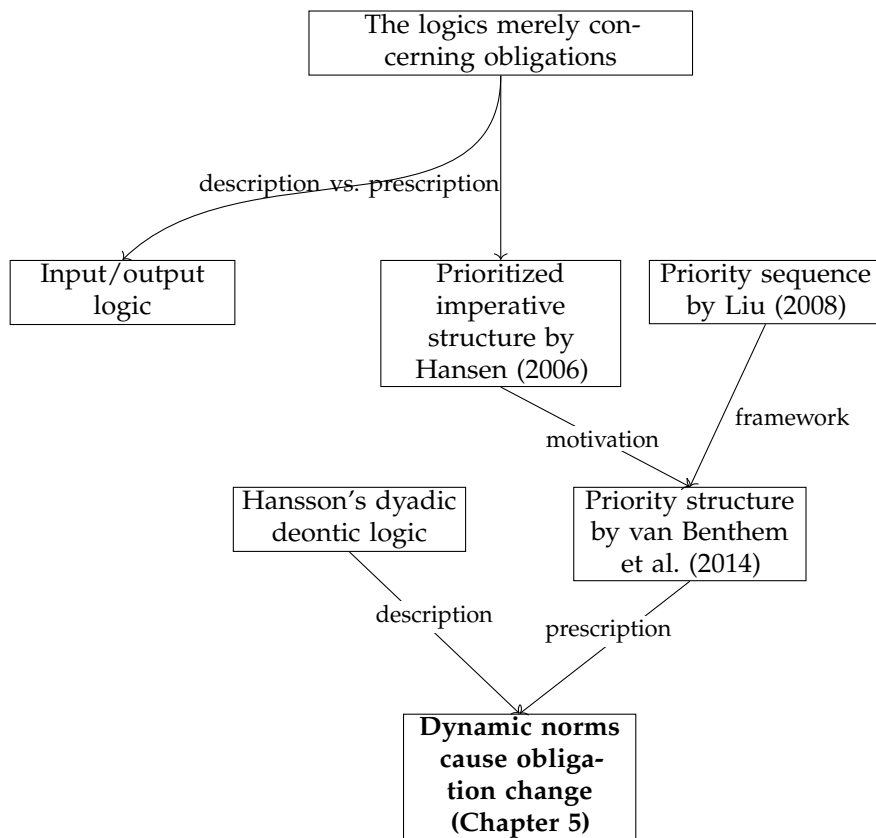 The logics merely con-
cerning obligations
description vs. prescription
Input/output
logic
Prioritized
imperative
structure by
Hansen (2006)
Priority sequence
by Liu (2008)
motivation
framework
Hansson's dyadic
deontic logic
Priority structure
by van Benthem
et al. (2014)
description
prescription
Dynamic norms
cause obliga-
tion change
(Chapter 5)